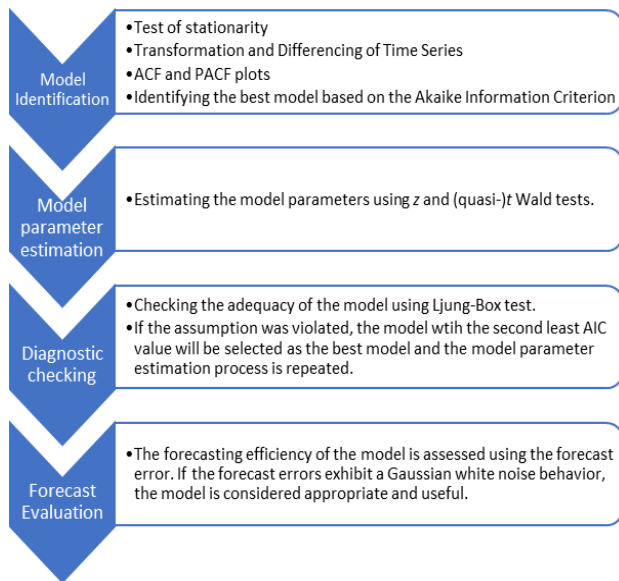 Model
Identification
•Test of stationarity
•Transformation and Differencing of Time Series
•ACF and PACF plots
•Identifying the best model based on the Akaike Information Criterion
Model
parameter
estimation
•Estimating the model parameters using z and (quasi-)t Wald tests.
Diagnostic
checking
•Checking the adequacy of the model using Ljung-Box test.
•If the assumption was violated, the model wtih the second least AIC
value will be selected as the best model and the model parameter
estimation process is repeated.
Forecast
Evaluation
•The forecasting efficiency of the model is assessed using the forecast
error. If the forecast errors exhibit a Gaussian white noise behavior,
the model is considered appropriate and useful.